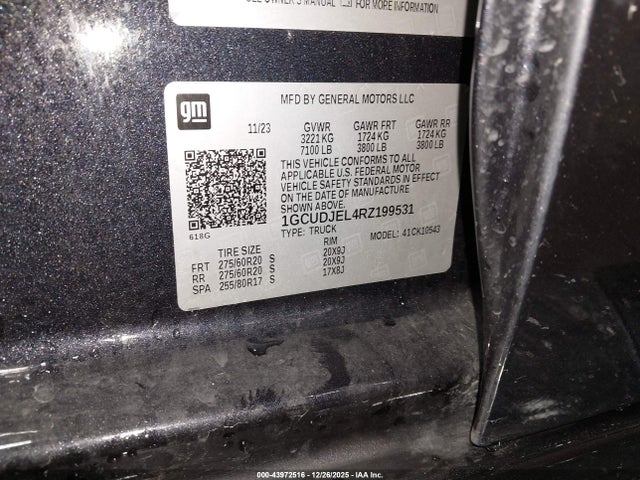 SEE OWNER'S MANUAL FOR MORE INFORMATION
gm
MFD BY GENERAL MOTORS LLC
11/23 GVWR GAWR FRT GAWR RR
3221 KG 1724 KG 1724 KG
7100 LB 3800 LB 3800 LB
THIS VEHICLE CONFORMS TO ALL
APPLICABLE U.S. FEDERAL MOTOR
VEHICLE SAFETY STANDARDS IN
EFFECT ON THE DATE OF MANUFACTURE
SHOWN ABOVE.
1GCUDJEL4RZ199531
TYPE: TRUCK MODEL: 41CK10543
618G
TIRE SIZE RIM
FRT 275/60R20 S 20X9J
RR 275/60R20 S 20X9J
SPA 255/80R17 S 17X8J
000-43972516 • 12/26/2025 • IAA Inc.